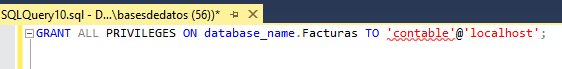 SQLQuery10.sql - D...\basesdedatos (56))*
GRANT ALL PRIVILEGES ON database_name.Facturas TO 'contable'@'localhost';